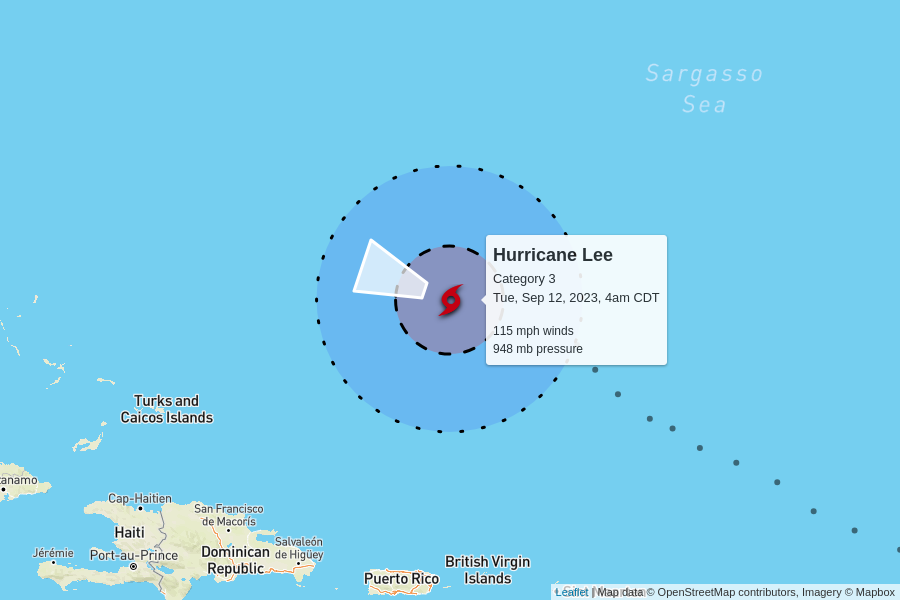 Sargasso
Sea
Hurricane Lee
Category 3
Tue, Sep 12, 2023, 4am CDT
115 mph winds
948 mb pressure
Turks and
Caicos Islands
Cap-Haitien
San Francisco
de Macorís
Haiti
Salvaleón
de Higüey
Jérémie
Port-au-Prince
Dominican
Republic
British Virgin
Islands
Puerto Rico
Leaflet | Map data © OpenStreetMap contributors, Imagery © Mapbox